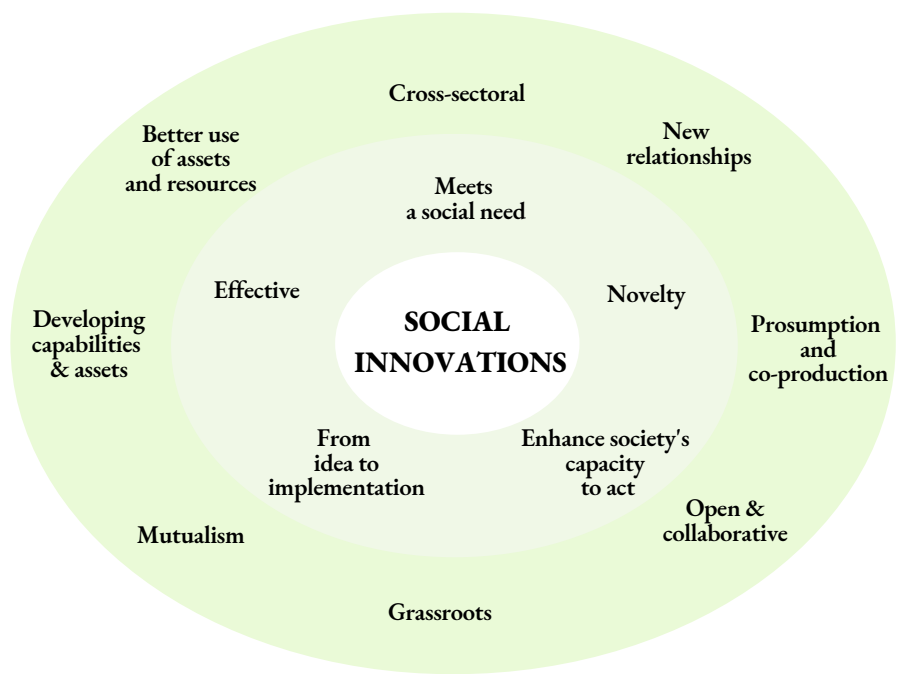 Cross-sectoral
Better use
of assets
and resources
New
relationships
Meets
a social need
Effective
Novelty
SOCIAL
INNOVATIONS
Developing
capabilities
& assets
Prosumption
and
co-production
From
idea to
implementation
Enhance society's
capacity
to act
Open &
collaborative
Mutualism
Grassroots